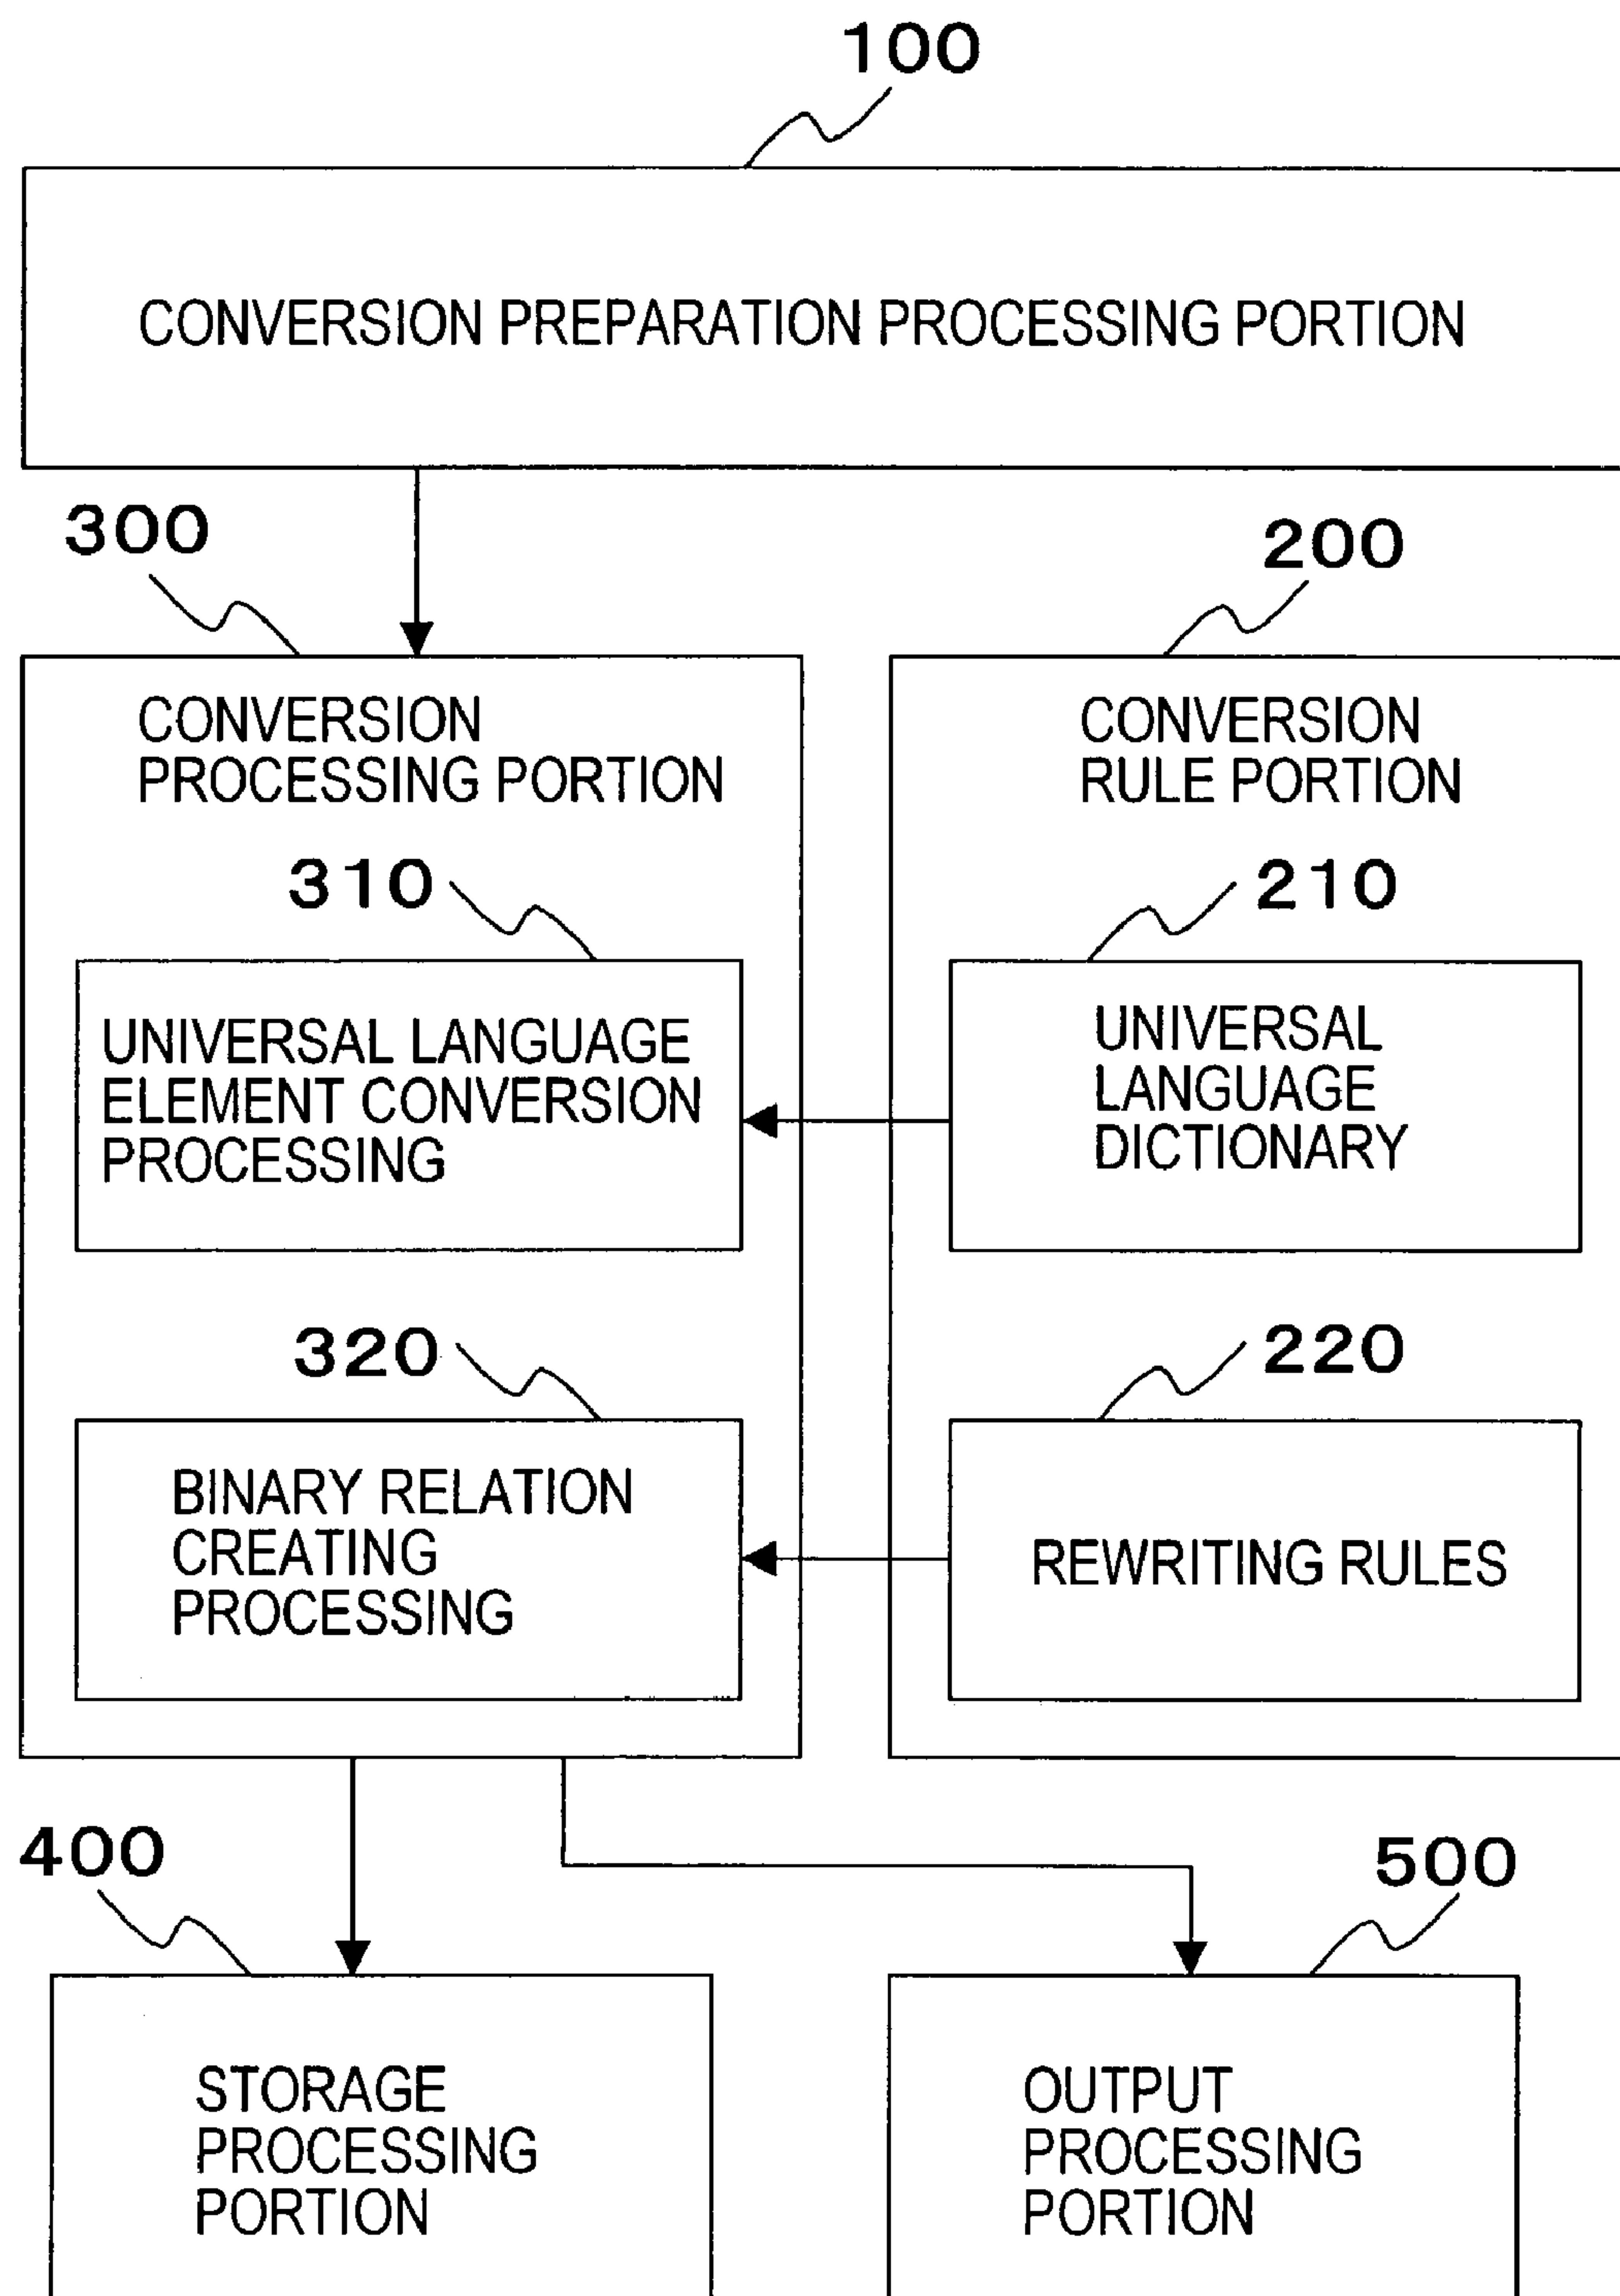 100
CONVERSION PREPARATION PROCESSING PORTION
300
200
CONVERSION
PROCESSING PORTION
CONVERSION
RULE PORTION
310
210
UNIVERSAL LANGUAGE
ELEMENT CONVERSION
PROCESSING
UNIVERSAL
LANGUAGE
DICTIONARY
320
220
BINARY RELATION
CREATING
PROCESSING
REWRITING RULES
400
500
STORAGE
PROCESSING
PORTION
OUTPUT
PROCESSING
PORTION